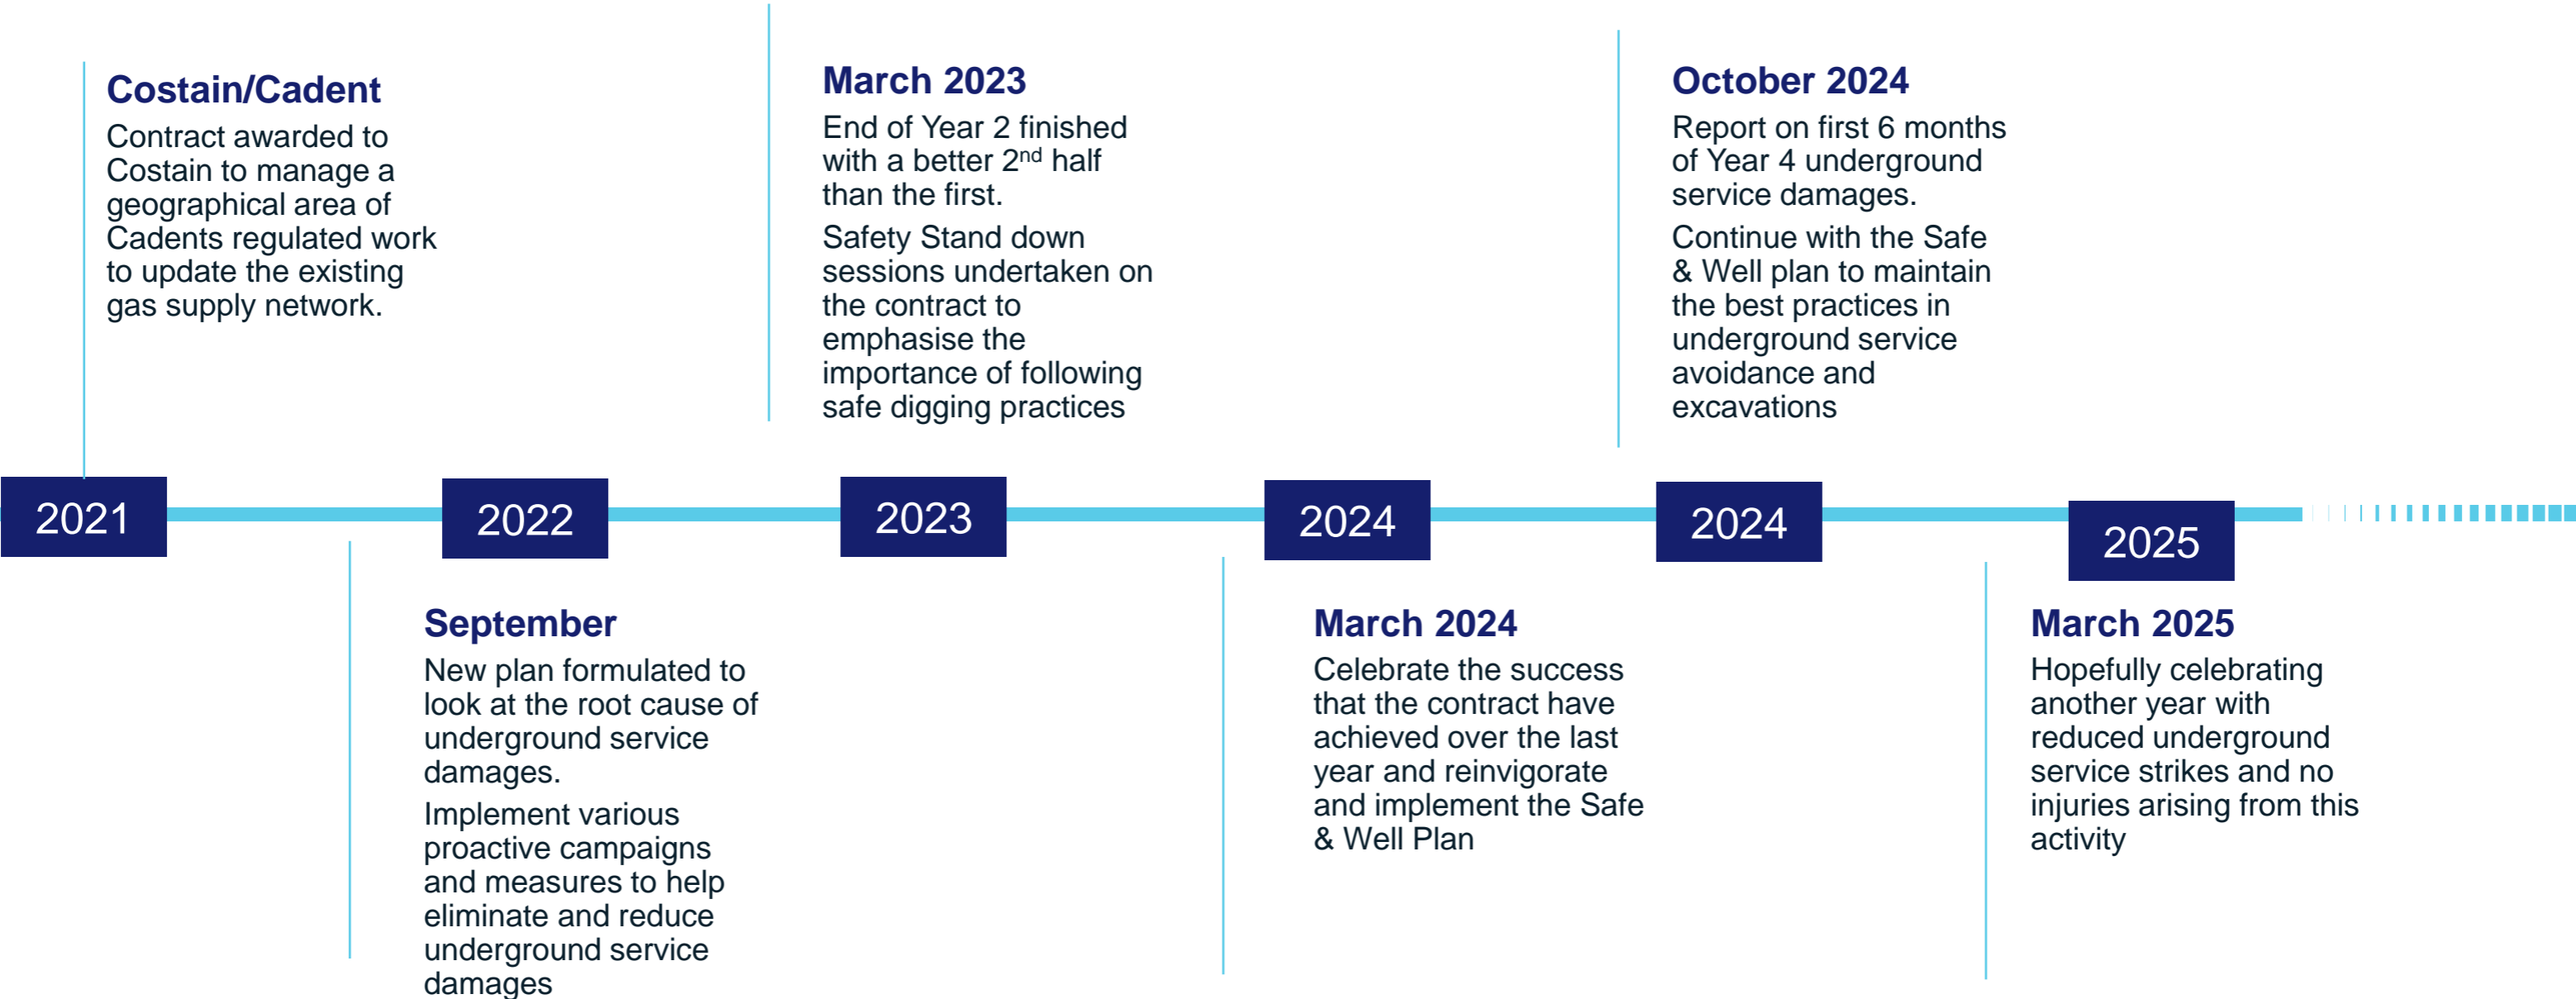 Costain/Cadent
Contract awarded to
Costain to manage a
geographical area of
Cadents regulated work
to update the existing
gas supply network.
March 2023
End of Year 2 finished
with a better 2nd half
than the first.
Safety Stand down
sessions undertaken on
the contract to
emphasise the
importance of following
safe digging practices
October 2024
Report on first 6 months
of Year 4 underground
service damages.
Continue with the Safe
& Well plan to maintain
the best practices in
underground service
avoidance and
excavations
2021
2022
2023
2024
2024
2025
September
New plan formulated to
look at the root cause of
underground service
damages.
Implement various
proactive campaigns
and measures to help
eliminate and reduce
underground service
damages
March 2024
Celebrate the success
that the contract have
achieved over the last
year and reinvigorate
and implement the Safe
& Well Plan
March 2025
Hopefully celebrating
another year with
reduced underground
service strikes and no
injuries arising from this
activity